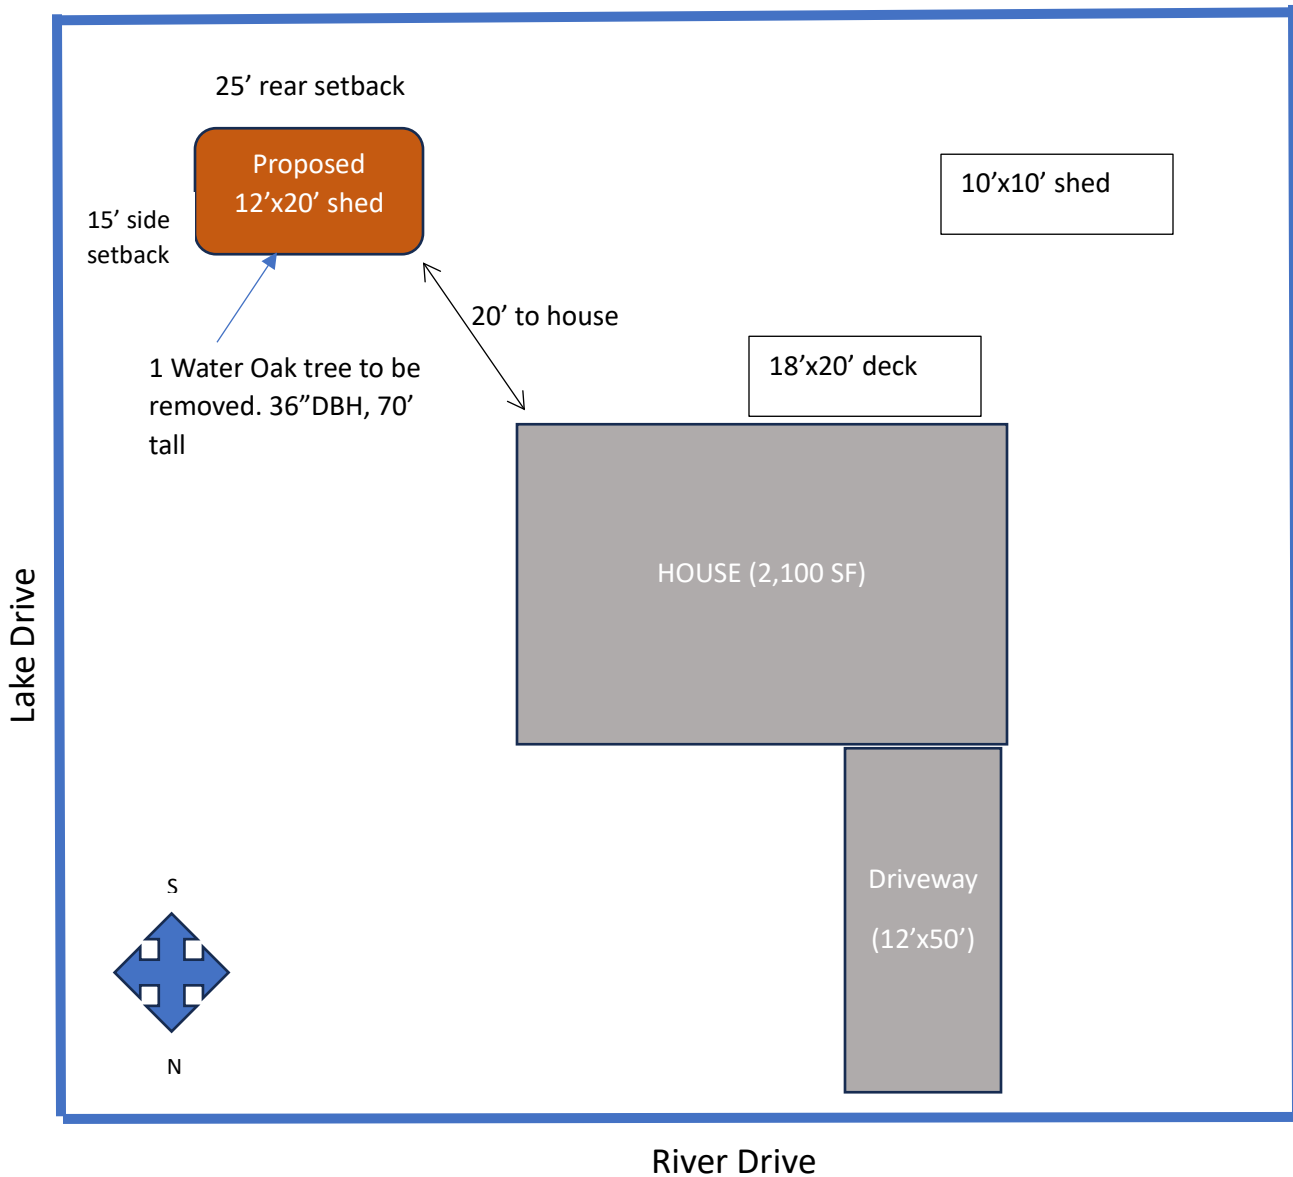 25’ rear setback
Proposed
12’x20’ shed
10’x10’ shed
15’ side
setback
20’ to house
1 Water Oak tree to be
removed. 36”DBH, 70’
tall
18’x20’ deck
HOUSE (2,100 SF)
Lake Drive
Driveway
(12’x50’)
S
N
River Drive